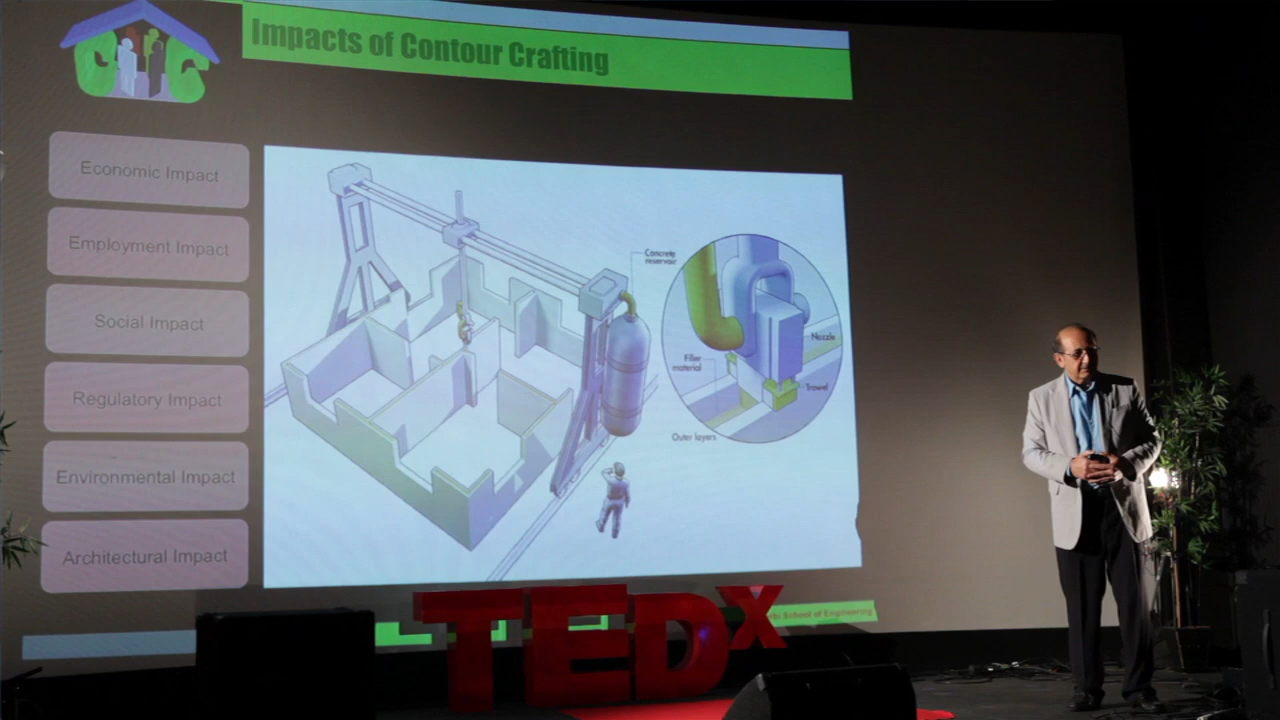 Impacts of Contour Crafting
Economic Impact
Employment Impact
Social Impact
Regulatory Impact
Environmental Impact
Architectural Impact
Concrete
reservoir
Nozzle
Filler
material
Trowel
Outer layers
TEDx
School of Engineering